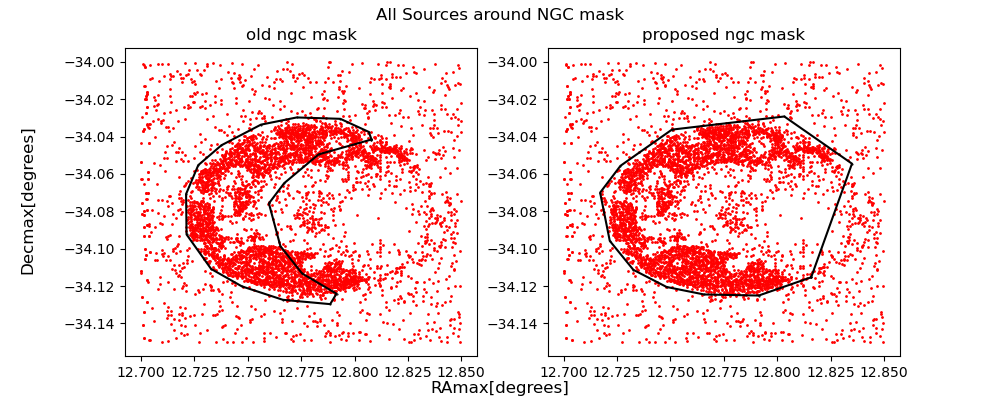 All Sources around NGC mask
old ngc mask
proposed ngc mask
Decmax[degrees]
−34.00
−34.02
−34.04
−34.06
−34.08
−34.10
−34.12
−34.14
12.700 12.725 12.750 12.775 12.800 12.825 12.850
−34.00
−34.02
−34.04
−34.06
−34.08
−34.10
−34.12
−34.14
12.700 12.725 12.750 12.775 12.800 12.825 12.850
RAmax[degrees]